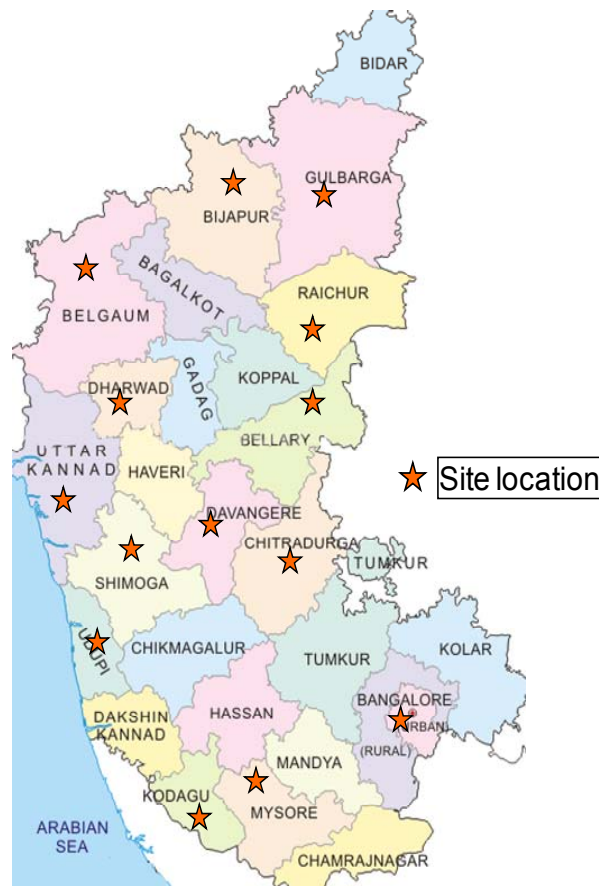 BIDAR
GULBARGA
BIJAPUR
BAGALKOT
RAICHUR
BELGAUM
GADAG
KOPPAL
DHARWAD
BELLARY
UTTAR
KANNAD
HAVERI
Site location
DAVANGERE
CHITRADURGA
TUMKUR
SHIMOGA
UDUPI
CHIKMAGALUR
TUMKUR
KOLAR
BANGALORE
DAKSHIN
KANNAD
HASSAN
(RURAL)
MANDYA
KODAGU
MYSORE
ARABIAN
SEA
CHAMRAJNAGAR